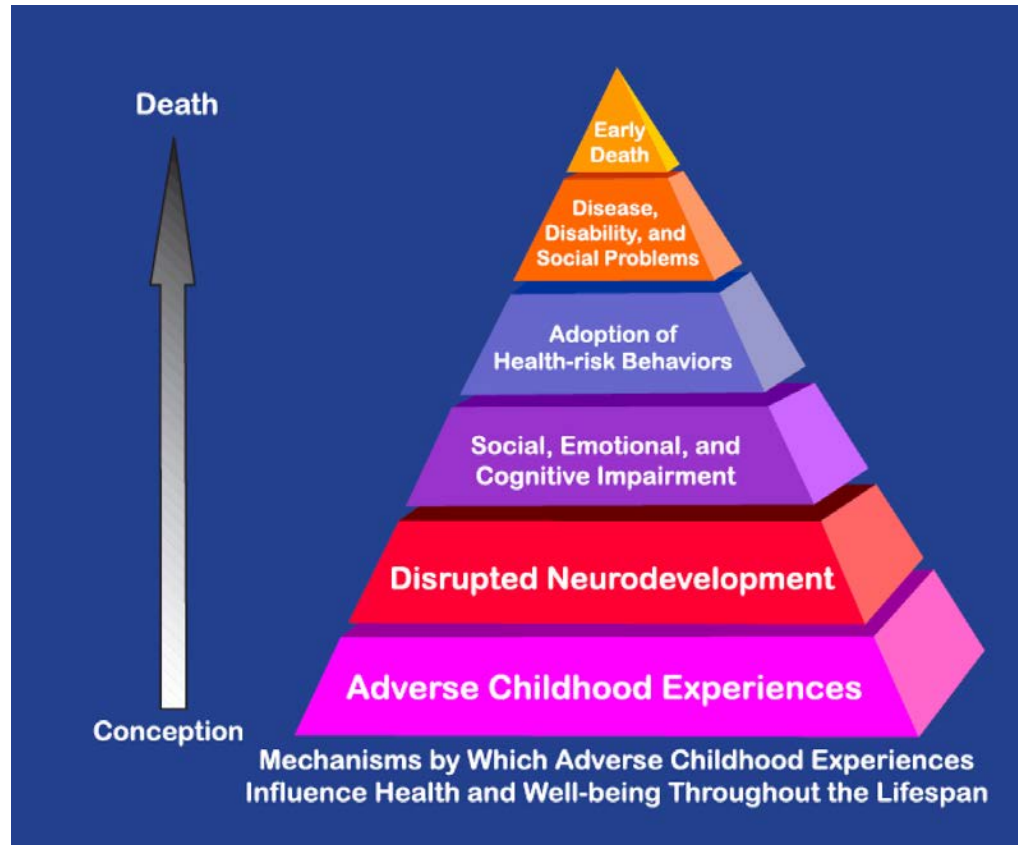 Death
Conception
Early
Death
Disease,
Disability, and
Social Problems
Adoption of
Health-risk Behaviors
Social, Emotional, and
Cognitive Impairment
Disrupted Neurodevelopment
Adverse Childhood Experiences
Mechanisms by Which Adverse Childhood Experiences
Influence Health and Well-being Throughout the Lifespan